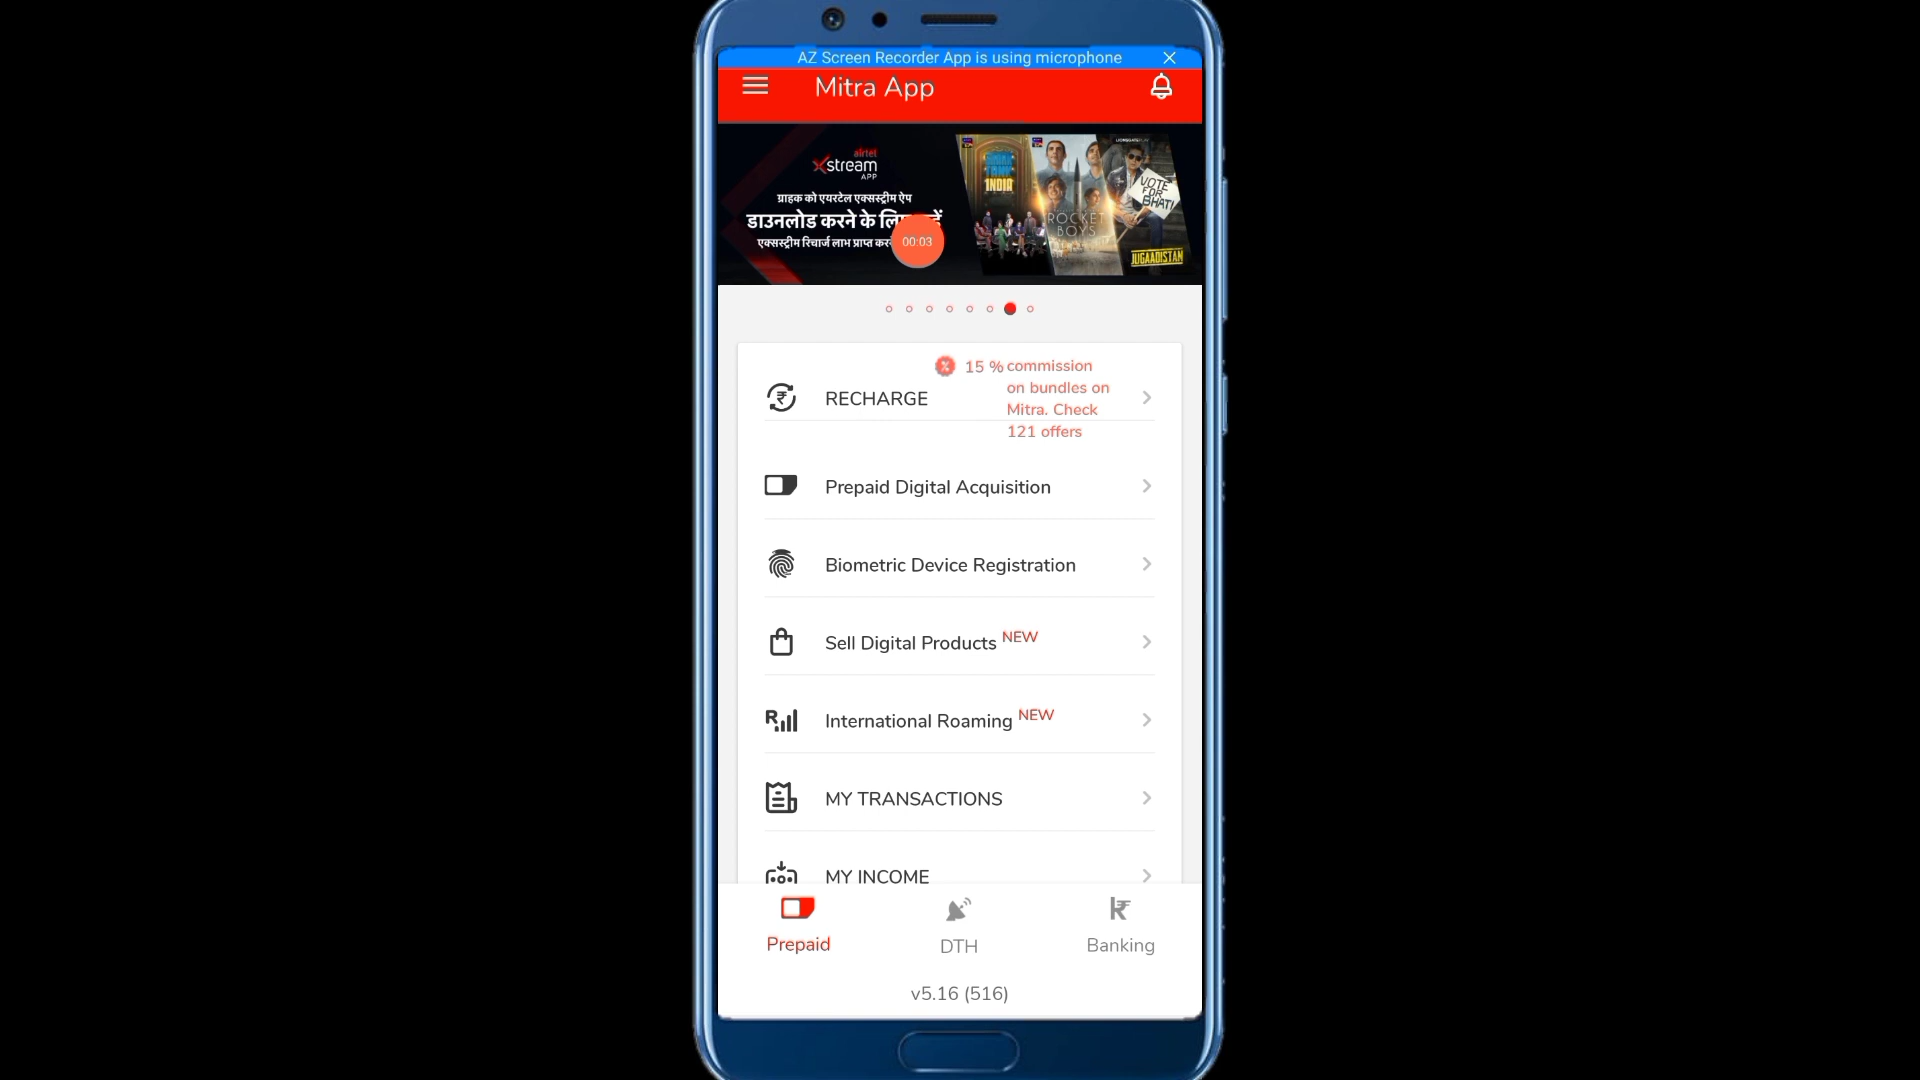 AZ Screen Recorder App is using microphone
Mitra App
airtel
Xstream
APP
ग्राहक को एयरटेल एक्सस्ट्रीम ऐप
डाउनलोड करने के
एक्सस्ट्रीम रिचार्ज लाभ प्राप्त
00:03
INDIA
ROCKET
BOYS
VOTE
FOR
BHATI
JUGAADISTAN
RECHARGE
15 % commission
on bundles on
Mitra. Check
121 offers
Prepaid Digital Acquisition
Biometric Device Registration
Sell Digital Products NEW
International Roaming NEW
MY TRANSACTIONS
MY INCOME
Prepaid
DTH
Banking
v5.16 (516)